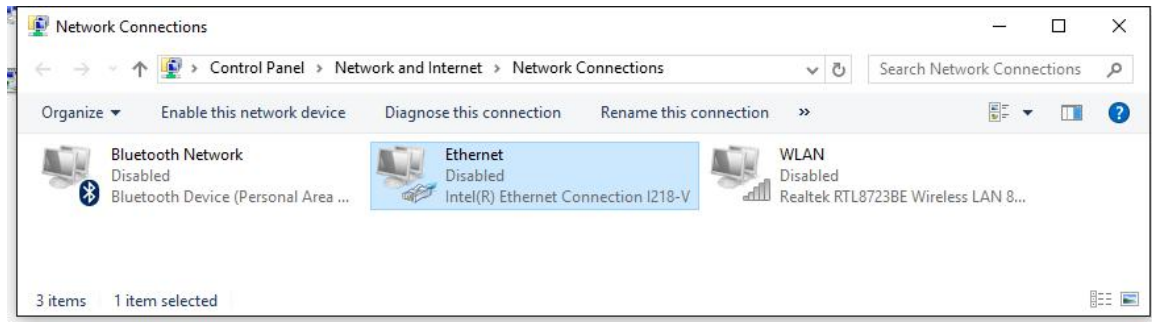 Network Connections
Control Panel > Network and Internet > Network Connections
Search Network Connections
Organize Enable this network device Diagnose this connection Rename this connection »
Bluetooth Network
Disabled
Bluetooth Device (Personal Area ...
Ethernet
Disabled
Intel(R) Ethernet Connection I218-V
WLAN
Disabled
Realtek RTL8723BE Wireless LAN 8...
3 items 1 item selected